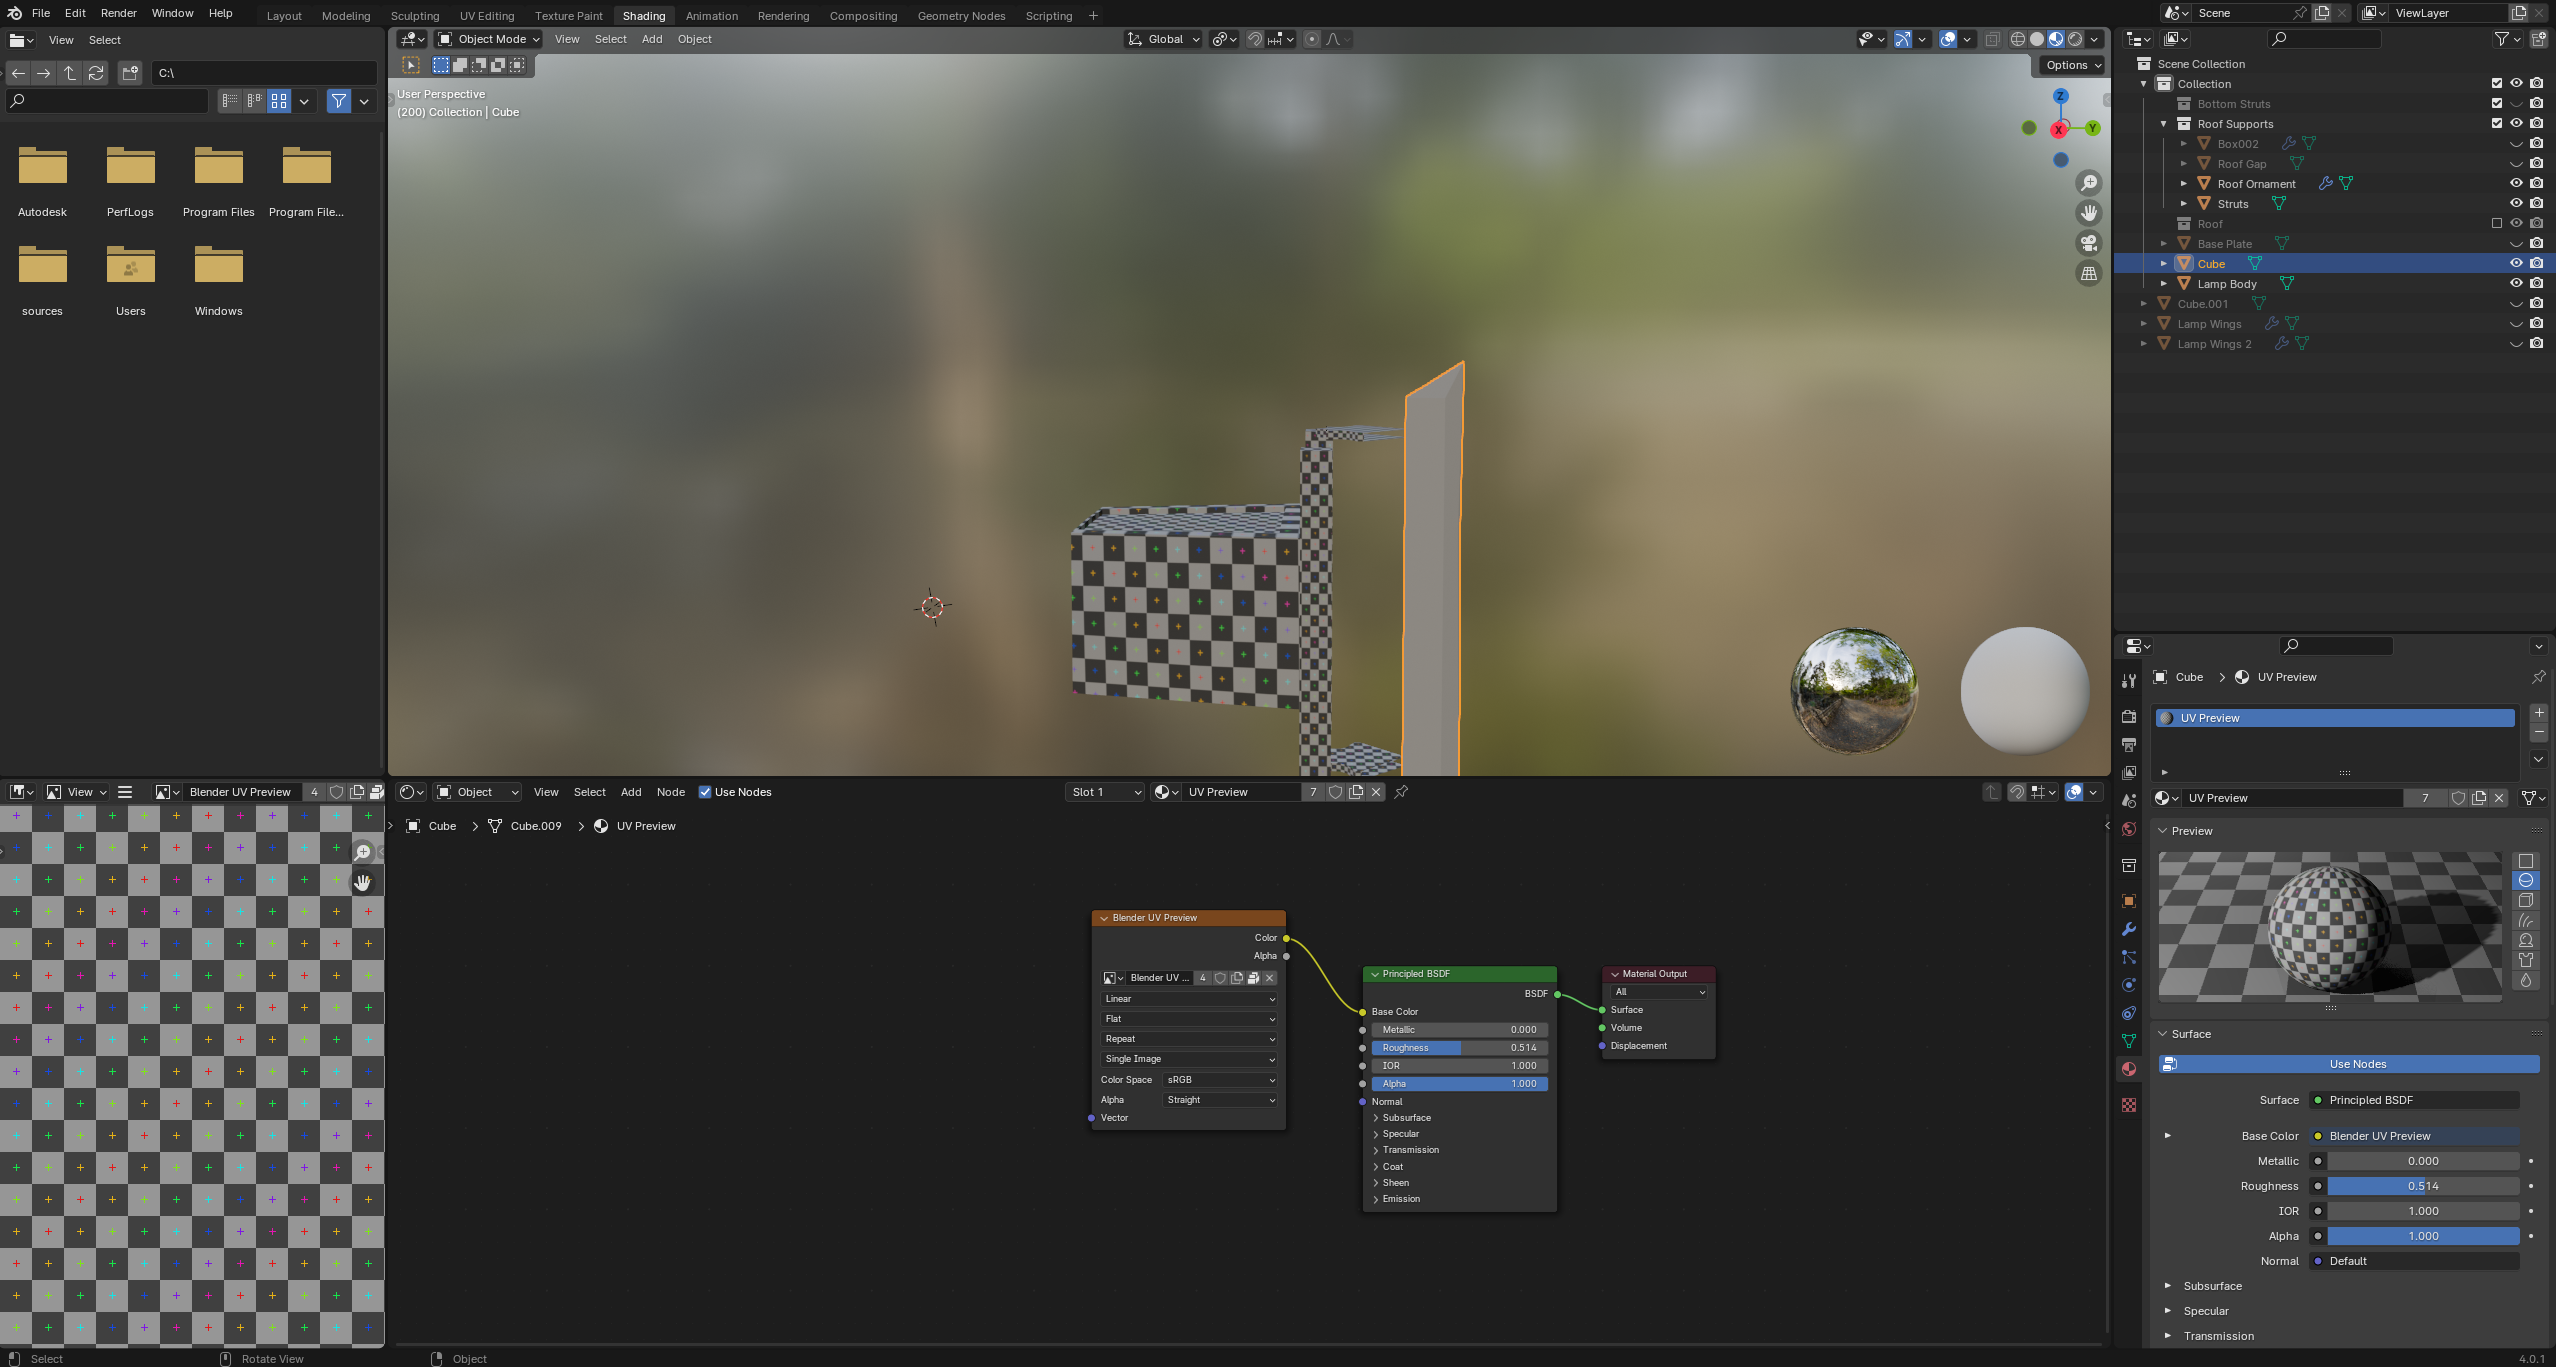 File Edit Render Window Help Layout Modeling Sculpting UV Editing Texture Paint Shading Animation Rendering Compositing Geometry Nodes Scripting + Scene ViewLayer
View Select
C:\
Autodesk PerfLogs Program Files Program File...
sources Users Windows
Object Mode View Select Add Object Global
Options
User Perspective
(200) Collection | Cube
Z
X
Y
Scene Collection
Collection
Bottom Struts
Roof Supports
Box002
Roof Gap
Roof Ornament
Struts
Roof
Base Plate
Cube
Lamp Body
Cube.001
Lamp Wings
Lamp Wings 2
View Blender UV Preview 4
Object View Select Add Node Use Nodes Slot 1 UV Preview 7
Cube > Cube.009 > UV Preview
Blender UV Preview
Color
Alpha
Blender UV ... 4
Linear
Flat
Repeat
Single Image
Color Space sRGB
Alpha Straight
Vector
Principled BSDF
BSDF
Base Color
Metallic 0.000
Roughness 0.514
IOR 1.000
Alpha 1.000
Normal
Subsurface
Specular
Transmission
Coat
Sheen
Emission
Material Output
All
Surface
Volume
Displacement
Cube > UV Preview
UV Preview
UV Preview 7
Preview
Surface
Use Nodes
Surface Principled BSDF
Base Color Blender UV Preview
Metallic 0.000
Roughness 0.514
IOR 1.000
Alpha 1.000
Normal Default
Subsurface
Specular
Transmission
Select Rotate View Object 4.0.1